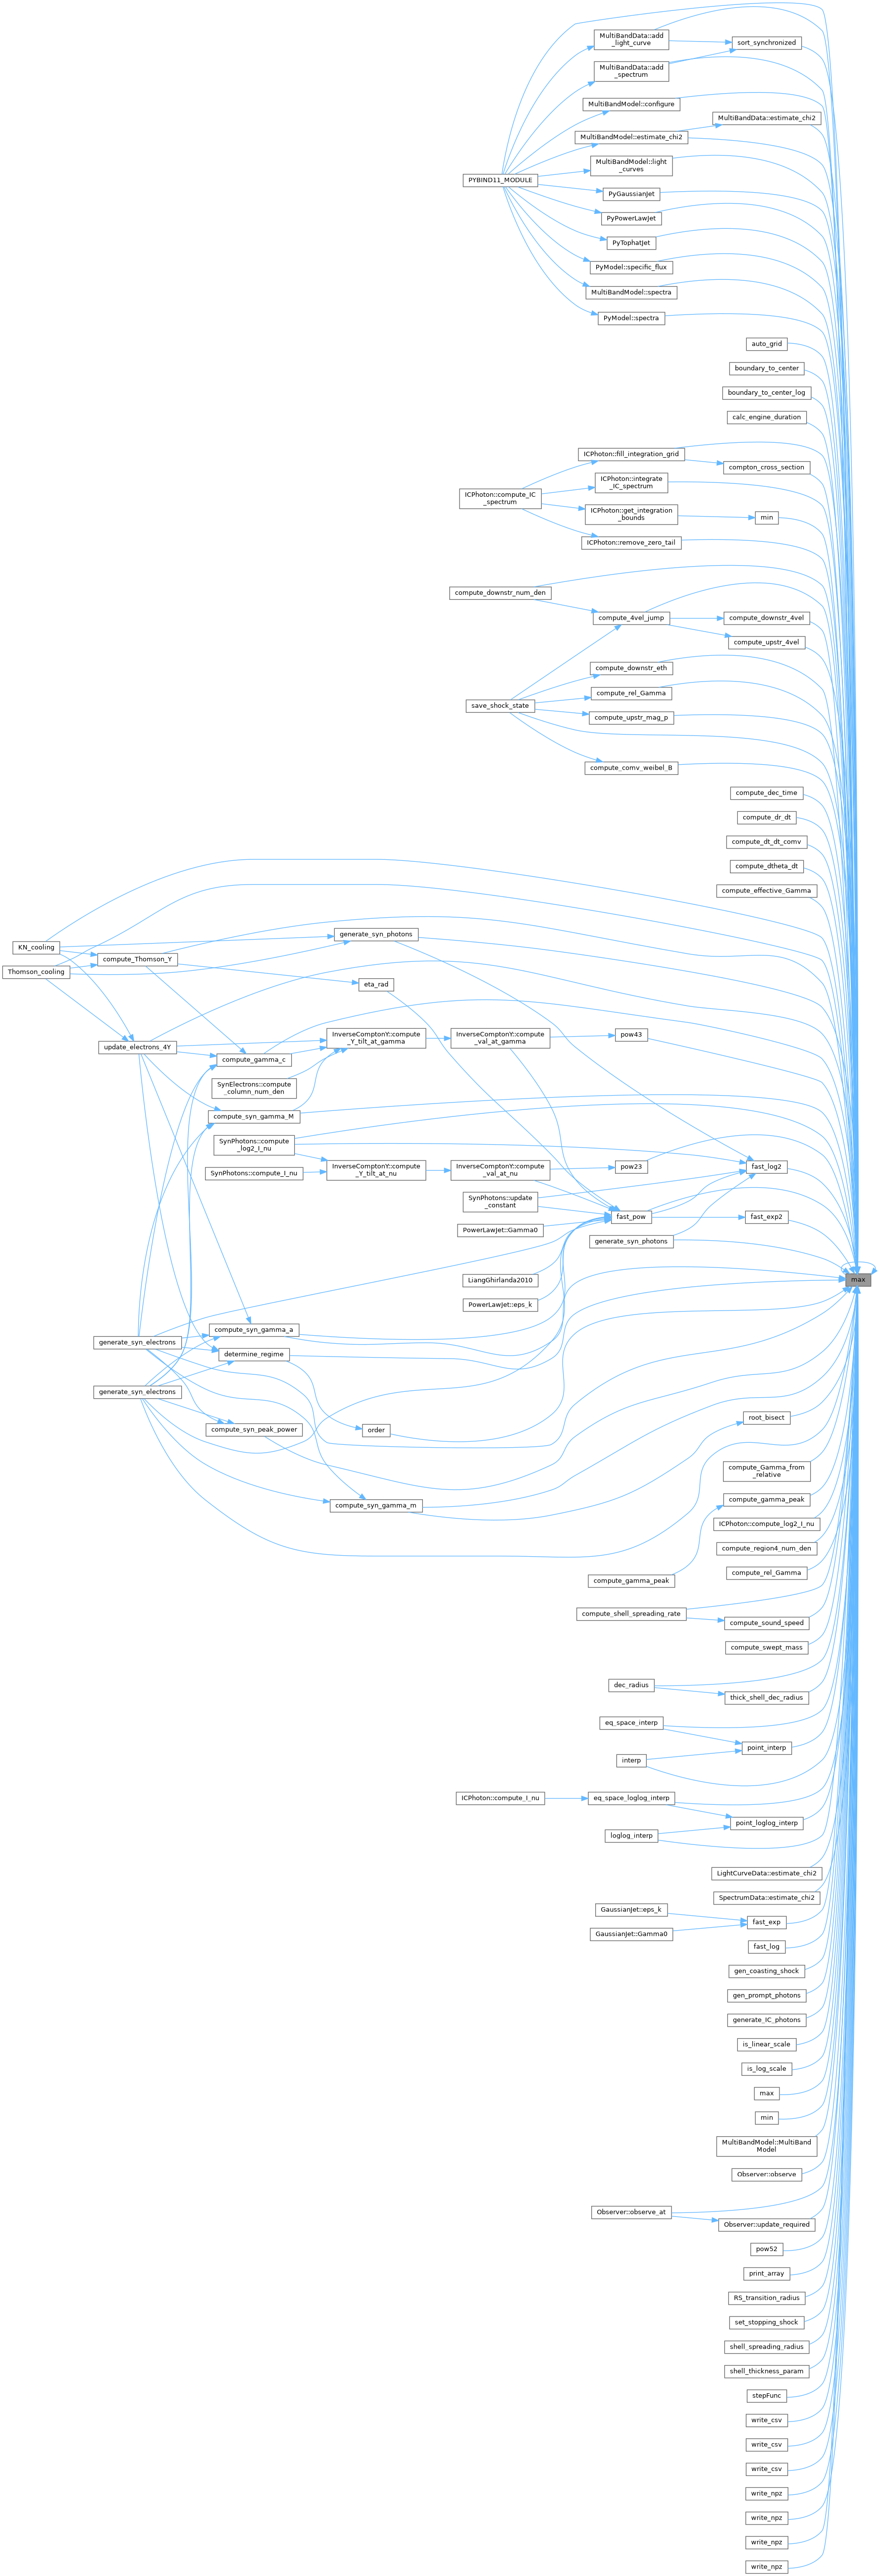 MultiBandData::add
_light_curve
sort_synchronized
MultiBandData::add
_spectrum
MultiBandModel::configure
MultiBandData::estimate_chi2
MultiBandModel::estimate_chi2
MultiBandModel::light
_curves
PYBIND11_MODULE
PyGaussianJet
PyPowerLawJet
PyTophatJet
PyModel::specific_flux
MultiBandModel::spectra
PyModel::spectra
auto_grid
boundary_to_center
boundary_to_center_log
calc_engine_duration
ICPhoton::fill_integration_grid
compton_cross_section
ICPhoton::integrate
_IC_spectrum
ICPhoton::compute_IC
_spectrum
ICPhoton::get_integration
_bounds
min
ICPhoton::remove_zero_tail
compute_downstr_num_den
compute_4vel_jump
compute_downstr_4vel
compute_upstr_4vel
compute_downstr_eth
compute_rel_Gamma
save_shock_state
compute_upstr_mag_p
compute_comv_weibel_B
compute_dec_time
compute_dr_dt
compute_dt_dt_comv
compute_dtheta_dt
compute_effective_Gamma
generate_syn_photons
KN_cooling
compute_Thomson_Y
Thomson_cooling
eta_rad
InverseComptonY::compute
_Y_tilt_at_gamma
InverseComptonY::compute
_val_at_gamma
pow43
update_electrons_4Y
compute_gamma_c
SynElectrons::compute
_column_num_den
compute_syn_gamma_M
SynPhotons::compute
_log2_I_nu
SynPhotons::compute_I_nu
InverseComptonY::compute
_Y_tilt_at_nu
InverseComptonY::compute
_val_at_nu
pow23
fast_log2
SynPhotons::update
_constant
fast_pow
fast_exp2
PowerLawJet::Gamma0
generate_syn_photons
LiangGhirlanda2010
max
PowerLawJet::eps_k
compute_syn_gamma_a
generate_syn_electrons
determine_regime
generate_syn_electrons
root_bisect
compute_syn_peak_power
order
compute_Gamma_from
_relative
compute_gamma_peak
compute_syn_gamma_m
ICPhoton::compute_log2_I_nu
compute_region4_num_den
compute_rel_Gamma
compute_gamma_peak
compute_shell_spreading_rate
compute_sound_speed
compute_swept_mass
dec_radius
thick_shell_dec_radius
eq_space_interp
point_interp
interp
ICPhoton::compute_I_nu
eq_space_loglog_interp
point_loglog_interp
loglog_interp
LightCurveData::estimate_chi2
SpectrumData::estimate_chi2
GaussianJet::eps_k
fast_exp
GaussianJet::Gamma0
fast_log
gen_coasting_shock
gen_prompt_photons
generate_IC_photons
is_linear_scale
is_log_scale
max
min
MultiBandModel::MultiBand
Model
Observer::observe
Observer::observe_at
Observer::update_required
pow52
print_array
RS_transition_radius
set_stopping_shock
shell_spreading_radius
shell_thickness_param
stepFunc
write_csv
write_csv
write_csv
write_npz
write_npz
write_npz
write_npz